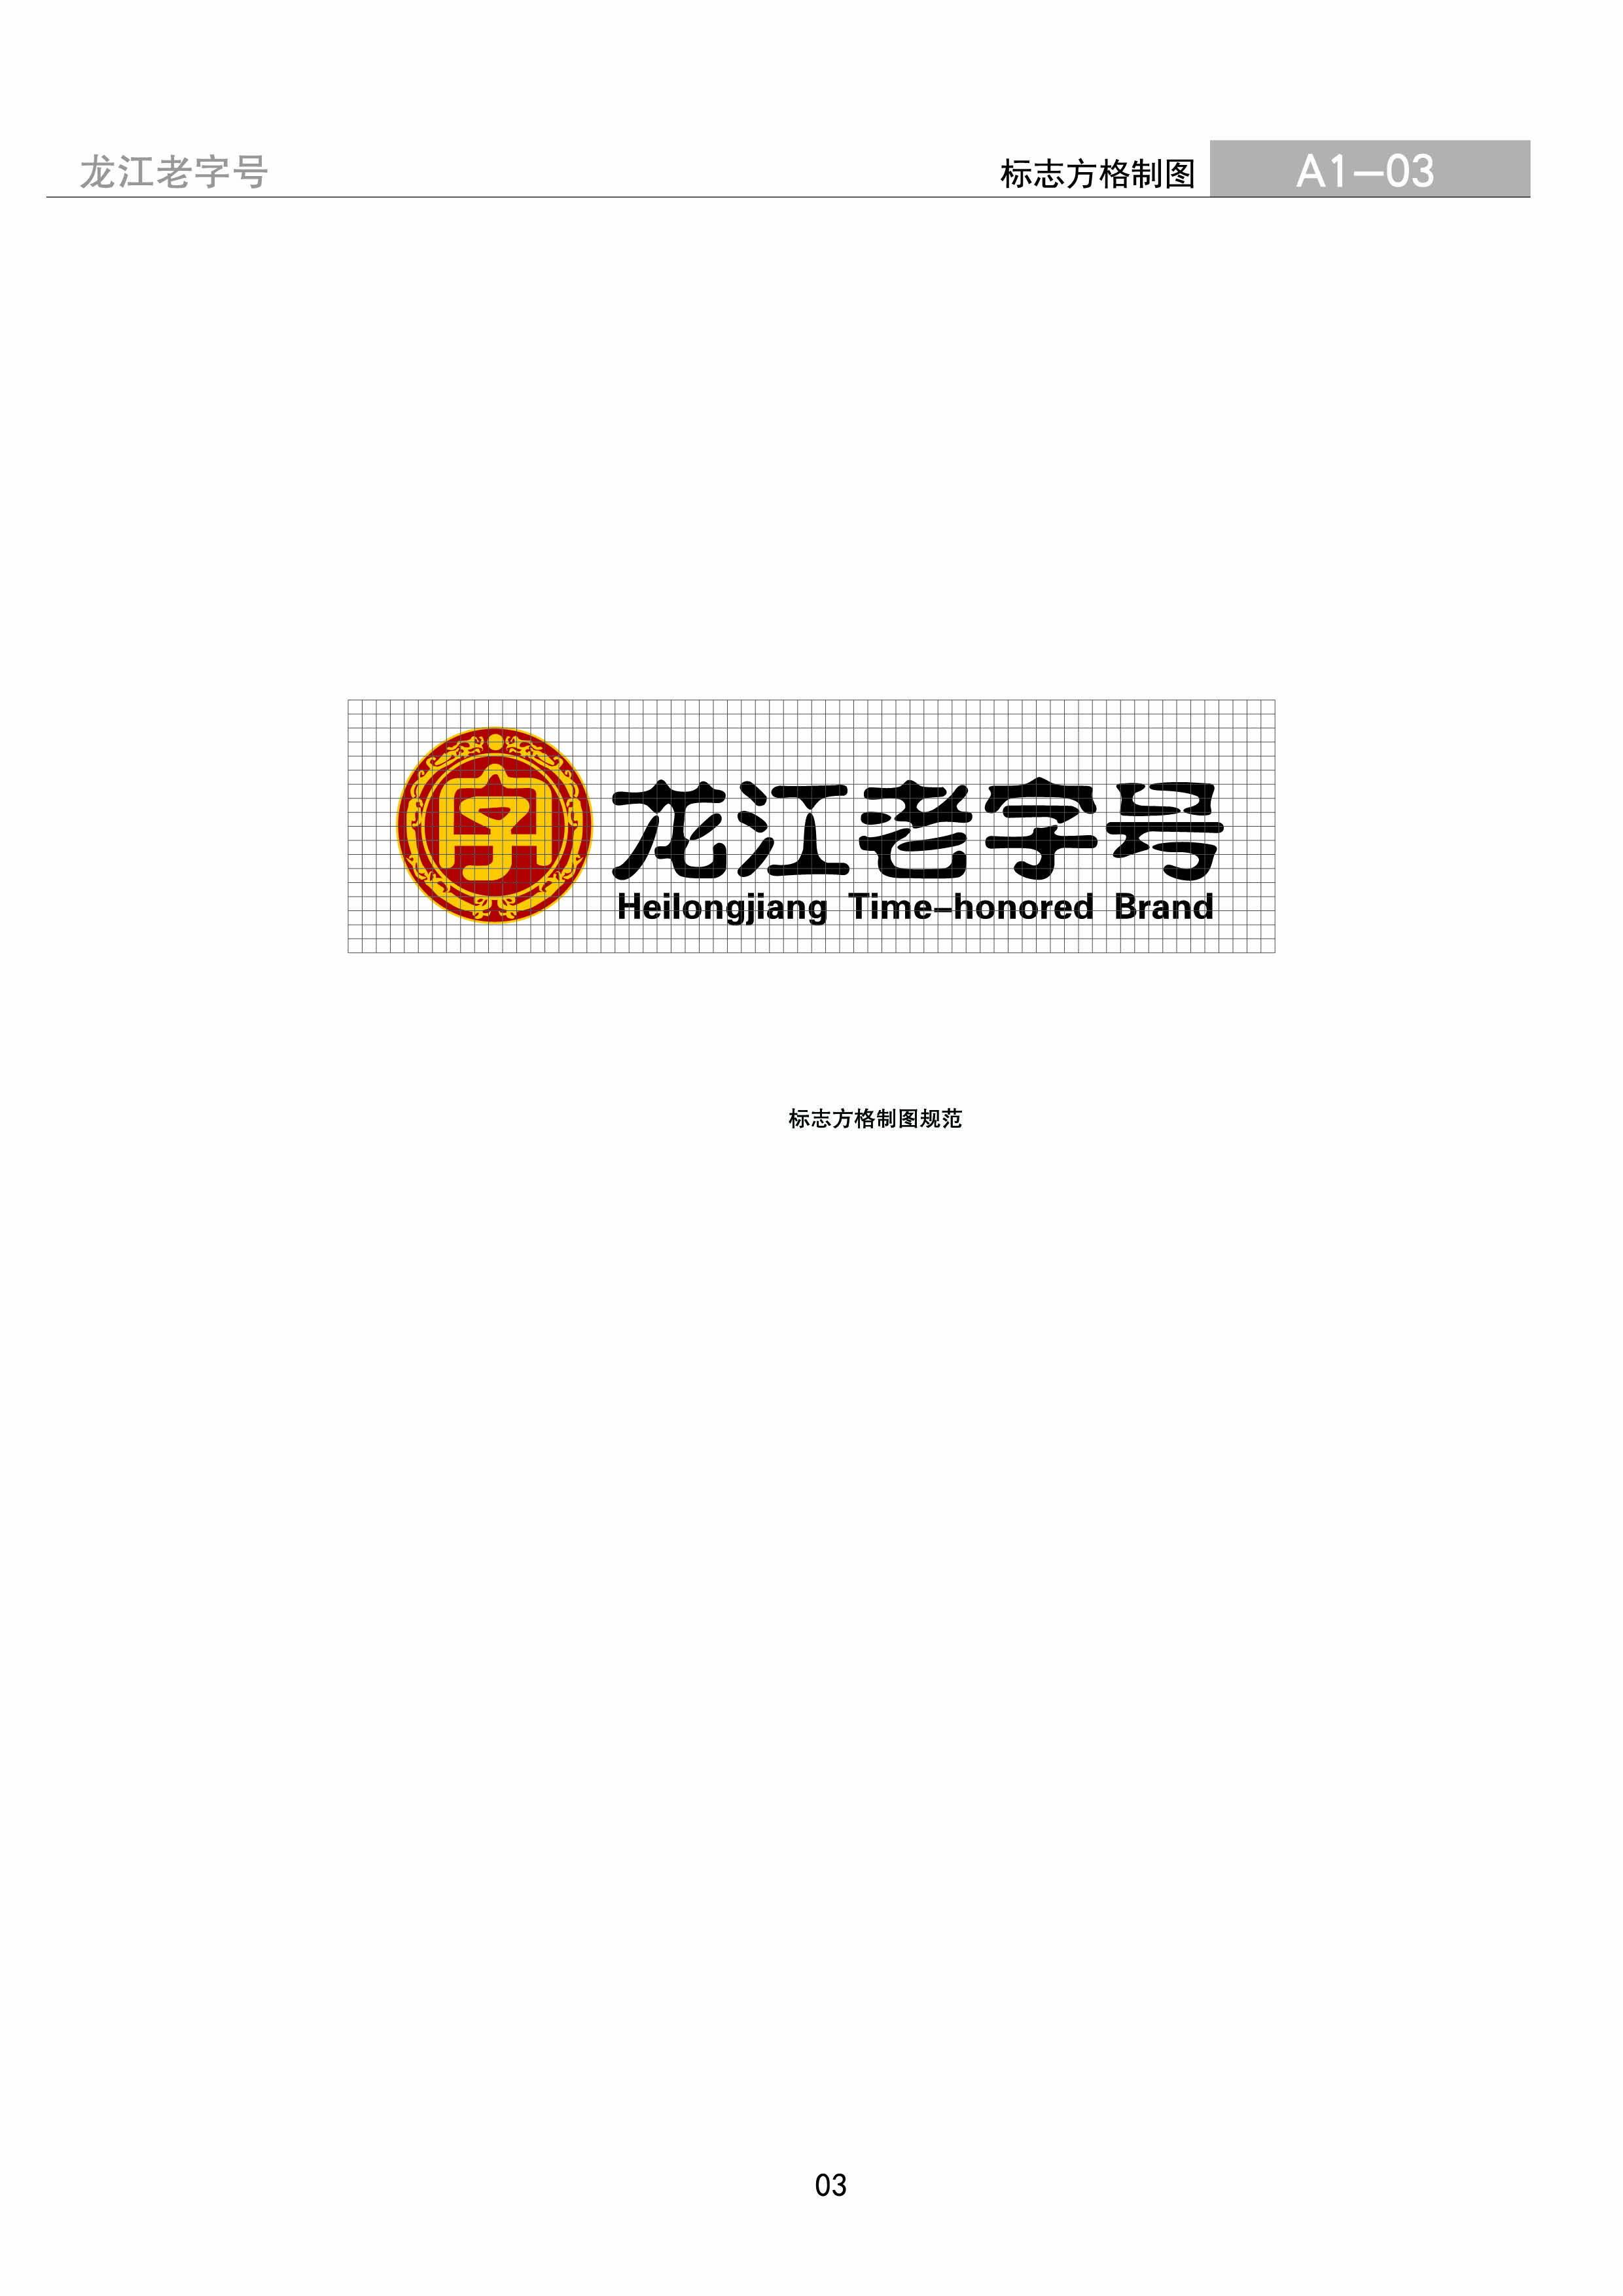 龙江老字号
标志方格制图
A1—03
龙江老字号
Heilongjiang Time-honored Brand
标志方格制图规范
03